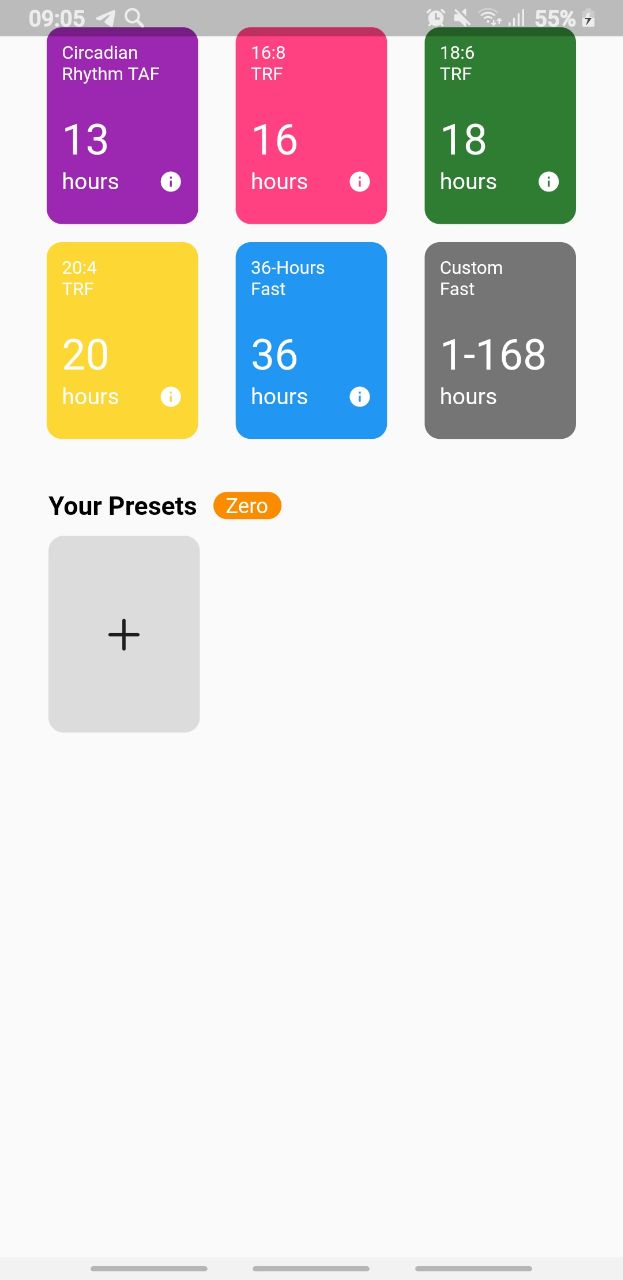 09:05 55%
Circadian
Rhythm TAF
13
hours
16:8
TRF
16
hours
18:6
TRF
18
hours
20:4
TRF
20
hours
36-Hours
Fast
36
hours
Custom
Fast
1-168
hours
Your Presets Zero